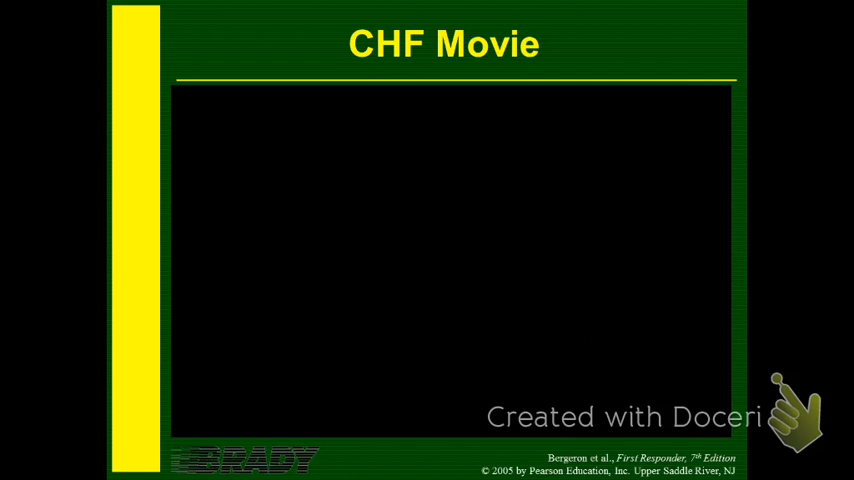 CHF Movie
Created with Doceri
BRADY
Bergeron et al., First Responder, 7th Edition
© 2005 by Pearson Education, Inc. Upper Saddle River, NJ